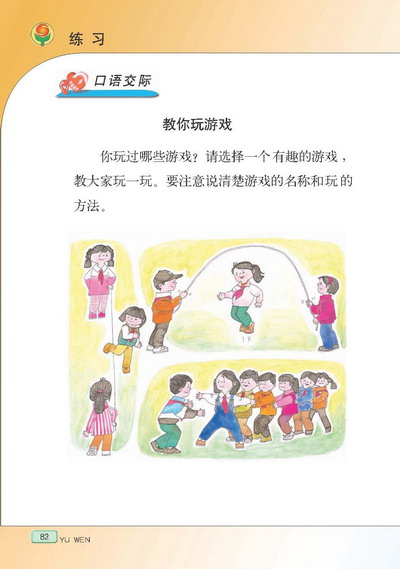 练习
口语交际
教你玩游戏
你玩过哪些游戏？请选择一个有趣的游戏，
教大家玩一玩。要注意说清楚游戏的名称和玩的
方法。
82
YU WEN